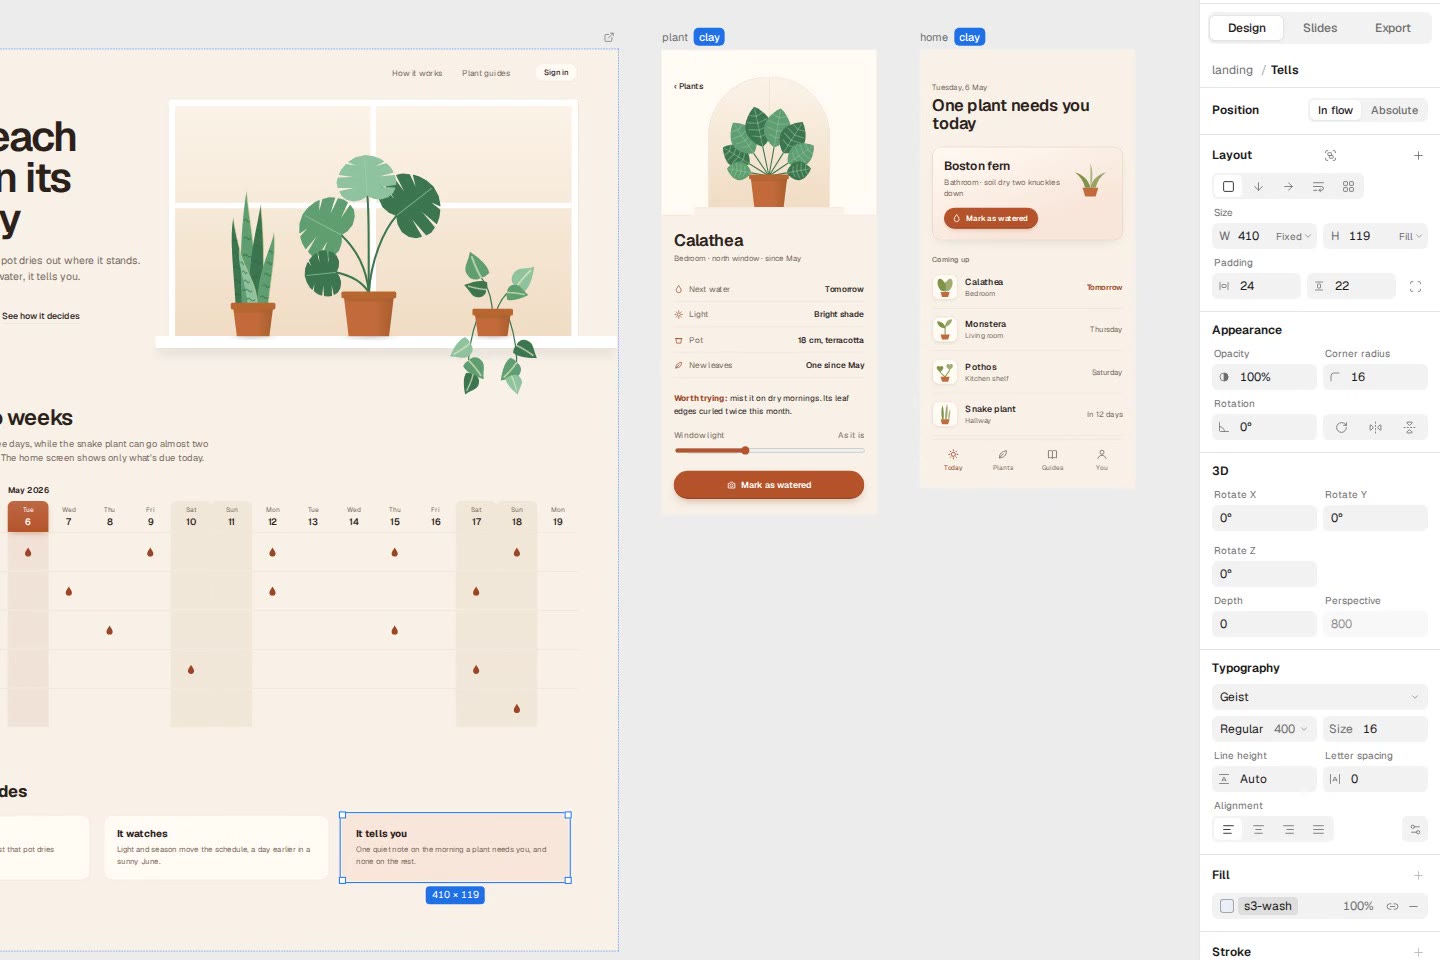 How it works Plant guides Sign in
each
n its
y
pot dries out where it stands.
water, it tells you.
See how it decides
weeks
e days, while the snake plant can go almost two
The home screen shows only what's due today.
May 2026
Tue Wed Thu Fri Sat Sun Mon Tue Wed Thu Fri Sat Sun Mon
6 7 8 9 10 11 12 13 14 15 16 17 18 19
des
st that pot dries
It watches
Light and season move the schedule, a day earlier in a
sunny June.
It tells you
One quiet note on the morning a plant needs you, and
none on the rest.
410 × 119
plant clay
‹ Plants
Calathea
Bedroom · north window · since May
Next water Tomorrow
Light Bright shade
Pot 18 cm, terracotta
New leaves One since May
Worth trying: mist it on dry mornings. Its leaf
edges curled twice this month.
Window light As it is
Mark as watered
home clay
Tuesday, 6 May
One plant needs you
today
Boston fern
Bathroom · soil dry two knuckles
down
Mark as watered
Coming up
Calathea
Bedroom
Tomorrow
Monstera
Living room
Thursday
Pothos
Kitchen shelf
Saturday
Snake plant
Hallway
In 12 days
Today Plants Guides You
Design Slides Export
landing / Tells
Position In flow Absolute
Layout
Size
W 410 Fixed H 119 Fill
Padding
24 22
Appearance
Opacity Corner radius
100% 16
Rotation
0°
3D
Rotate X Rotate Y
0° 0°
Rotate Z
0°
Depth Perspective
0 800
Typography
Geist
Regular 400 Size 16
Line height Letter spacing
Auto 0
Alignment
Fill
s3-wash 100%
Stroke